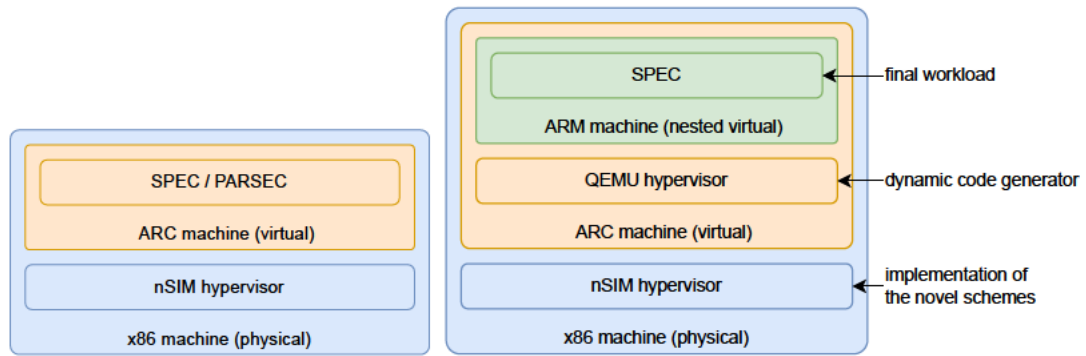 SPEC / PARSEC
ARC machine (virtual)
nSIM hypervisor
x86 machine (physical)
SPEC
ARM machine (nested virtual)
QEMU hypervisor
ARC machine (virtual)
nSIM hypervisor
x86 machine (physical)
final workload
dynamic code generator
implementation of
the novel schemes